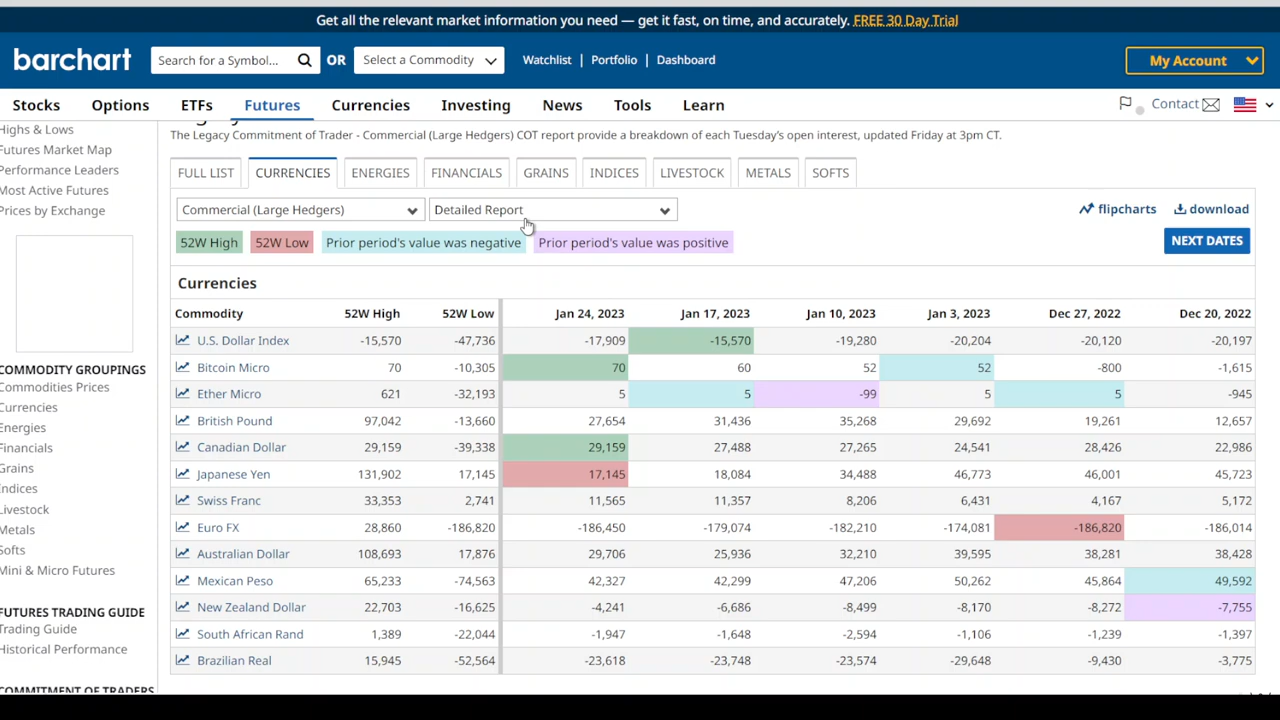 Get all the relevant market information you need — get it fast, on time, and accurately. FREE 30 Day Trial
barchart Search for a Symbol... OR Select a Commodity Watchlist | Portfolio | Dashboard My Account
Stocks Options ETFs Futures Currencies Investing News Tools Learn Contact
The Legacy Commitment of Trader - Commercial (Large Hedgers) COT report provide a breakdown of each Tuesday's open interest, updated Friday at 3pm CT.
Highs & Lows
Futures Market Map
Performance Leaders
Most Active Futures
Prices by Exchange
COMMODITY GROUPINGS
Commodities Prices
Currencies
Energies
Financials
Grains
Indices
Livestock
Metals
Softs
Mini & Micro Futures
FUTURES TRADING GUIDE
Trading Guide
Historical Performance
COMMITMENT OF TRADERS
FULL LIST CURRENCIES ENERGIES FINANCIALS GRAINS INDICES LIVESTOCK METALS SOFTS
Commercial (Large Hedgers) Detailed Report flipcharts download
52W High 52W Low Prior period's value was negative Prior period's value was positive NEXT DATES
Currencies
Commodity 52W High 52W Low Jan 24, 2023 Jan 17, 2023 Jan 10, 2023 Jan 3, 2023 Dec 27, 2022 Dec 20, 2022
U.S. Dollar Index -15,570 -47,736 -17,909 -15,570 -19,280 -20,204 -20,120 -20,197
Bitcoin Micro 70 -10,305 70 60 52 52 -800 -1,615
Ether Micro 621 -32,193 5 5 -99 5 5 -945
British Pound 97,042 -13,660 27,654 31,436 35,268 29,692 19,261 12,657
Canadian Dollar 29,159 -39,338 29,159 27,488 27,265 24,541 28,426 22,986
Japanese Yen 131,902 17,145 17,145 18,084 34,488 46,773 46,001 45,723
Swiss Franc 33,353 2,741 11,565 11,357 8,206 6,431 4,167 5,172
Euro FX 28,860 -186,820 -186,450 -179,074 -182,210 -174,081 -186,820 -186,014
Australian Dollar 108,693 17,876 29,706 25,936 32,210 39,595 38,281 38,428
Mexican Peso 65,233 -74,563 42,327 42,299 47,206 50,262 45,864 49,592
New Zealand Dollar 22,703 -16,625 -4,241 -6,686 -8,499 -8,170 -8,272 -7,755
South African Rand 1,389 -22,044 -1,947 -1,648 -2,594 -1,106 -1,239 -1,397
Brazilian Real 15,945 -52,564 -23,618 -23,748 -23,574 -29,648 -9,430 -3,775